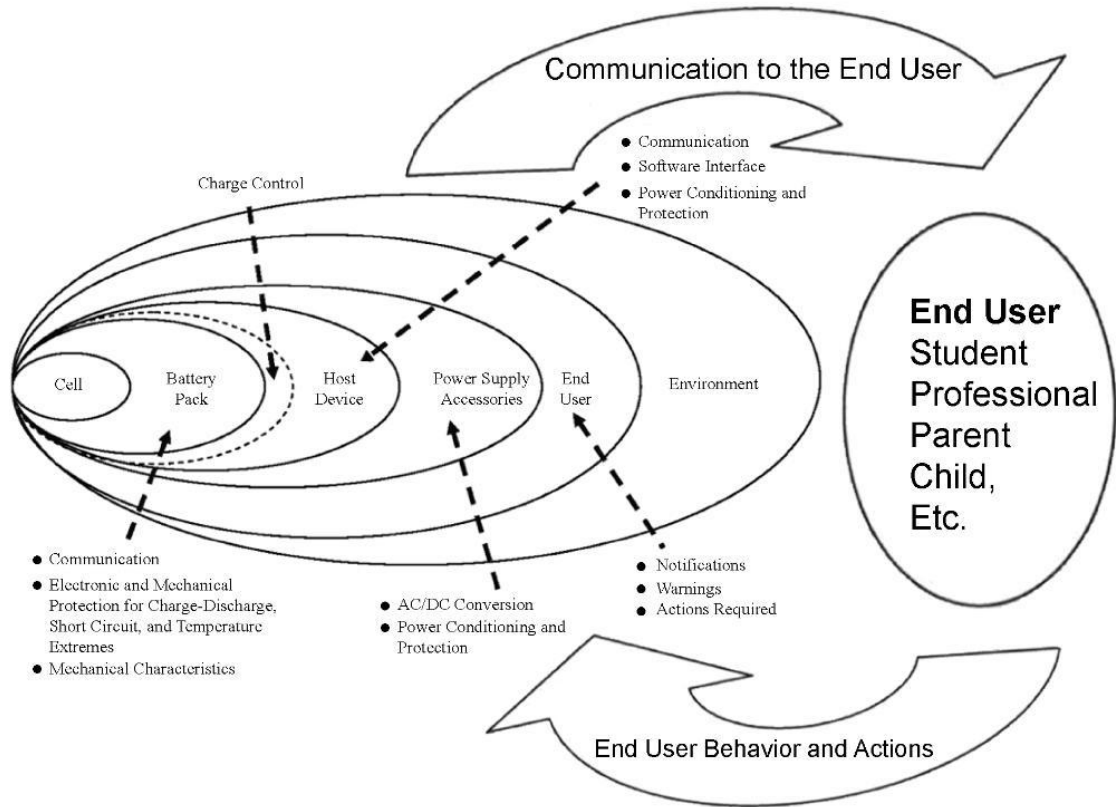 Communication to the End User
● Communication
● Software Interface
● Power Conditioning and
Protection
Charge Control
Cell
Battery
Pack
Host
Device
Power Supply
Accessories
End
User
Environment
End User
Student
Professional
Parent
Child,
Etc.
● Communication
● Electronic and Mechanical
Protection for Charge-Discharge,
Short Circuit, and Temperature
Extremes
● Mechanical Characteristics
● AC/DC Conversion
● Power Conditioning and
Protection
● Notifications
● Warnings
● Actions Required
End User Behavior and Actions